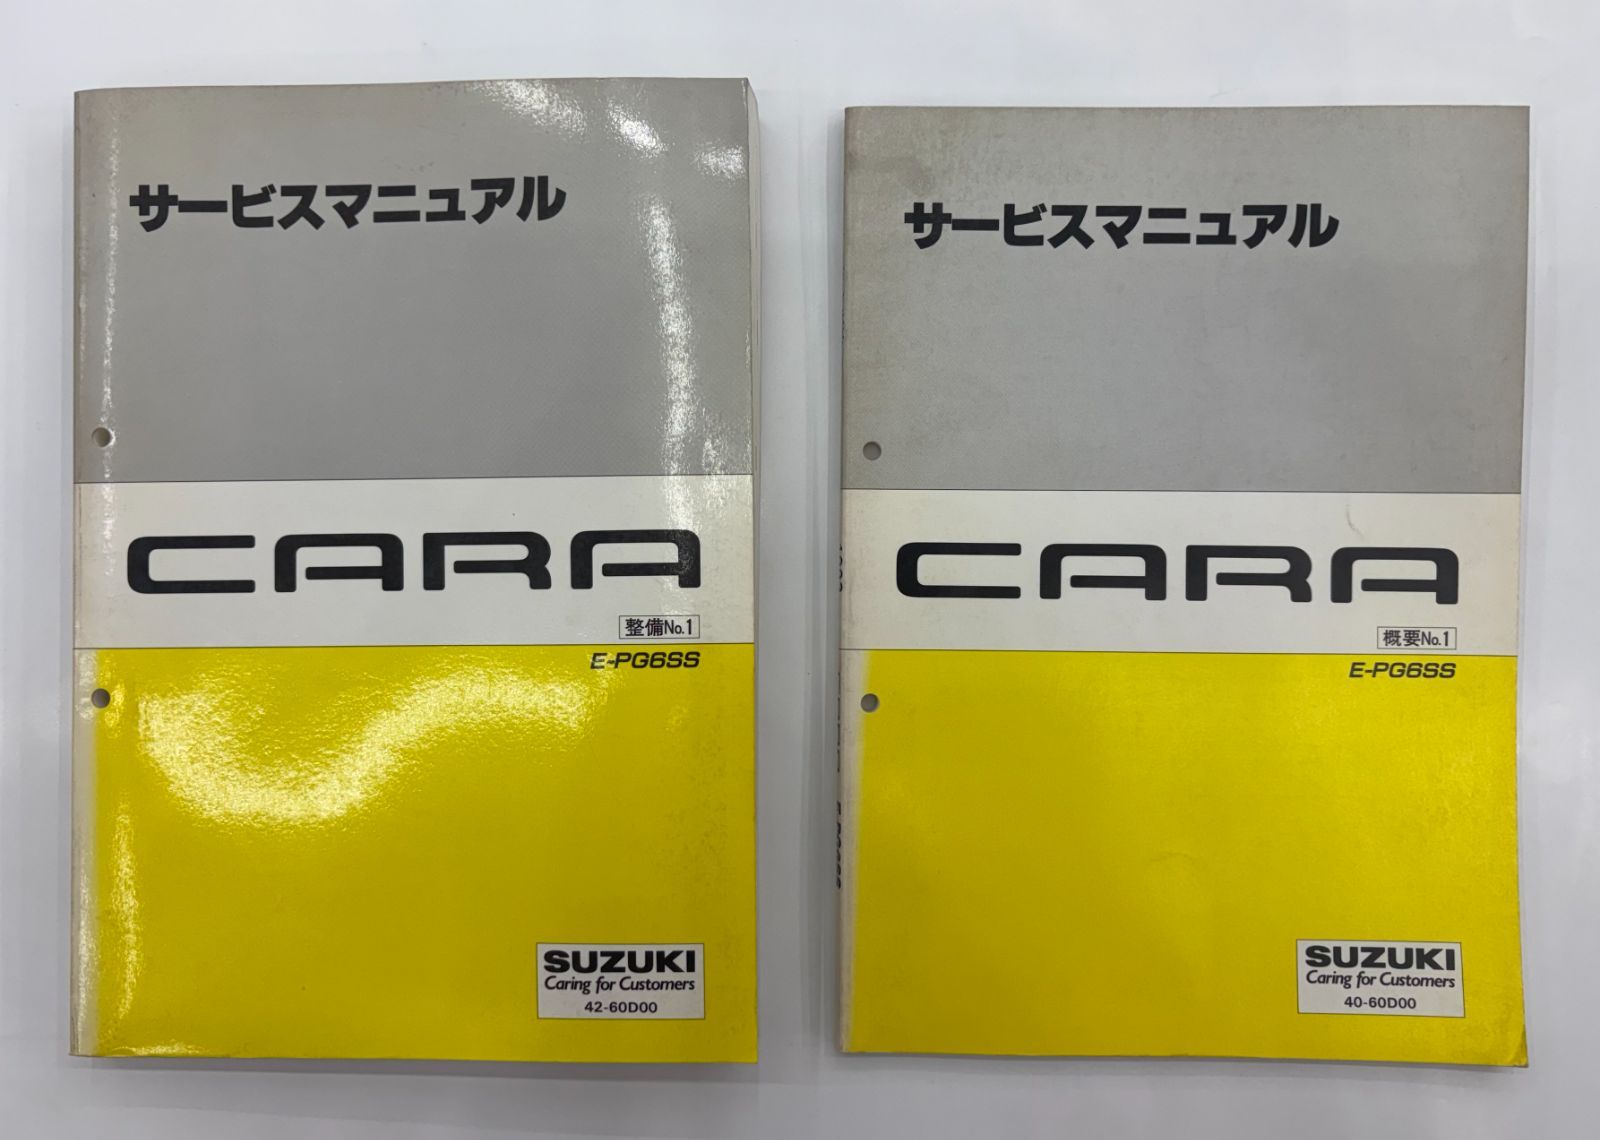 サービスマニュアル
CARA
整備No.1
E-PG6SS
SUZUKI
Caring for Customers
42-60D00
サービスマニュアル
CARA
概要No.1
E-PG6SS
SUZUKI
Caring for Customers
40-60D00